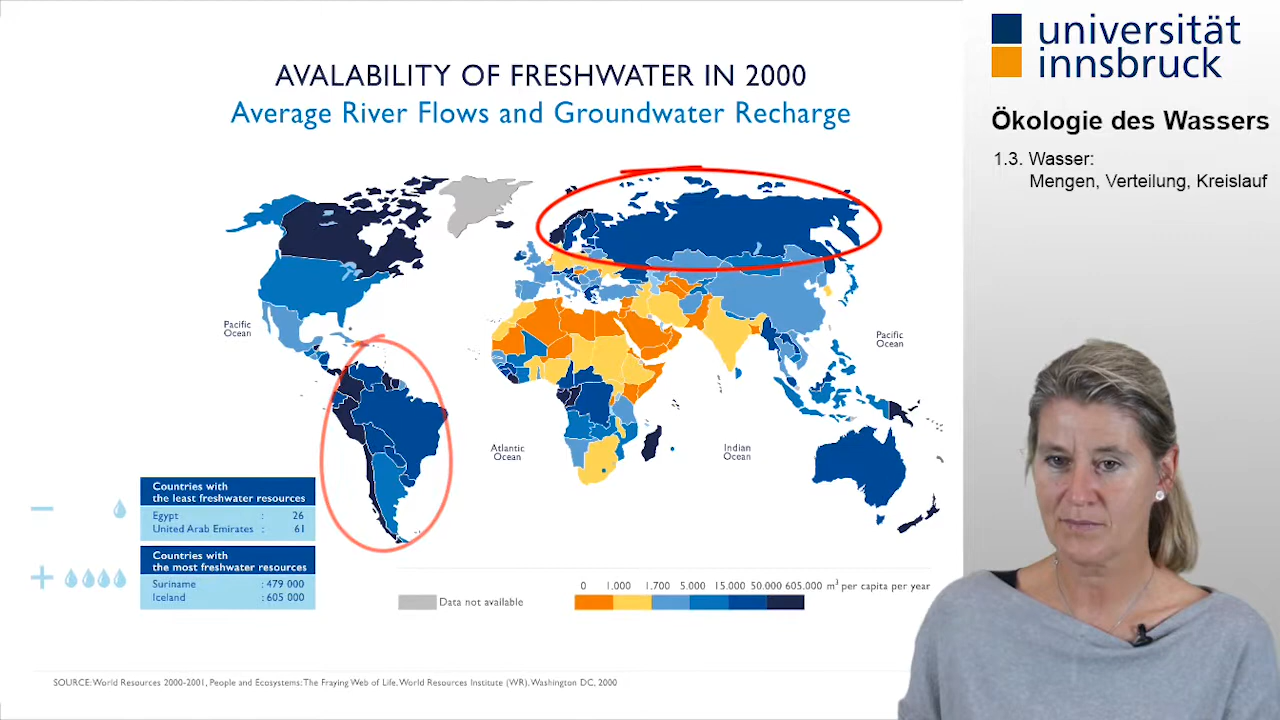 AVALABILITY OF FRESHWATER IN 2000
Average River Flows and Groundwater Recharge
universität
innsbruck
Ökologie des Wassers
1.3. Wasser:
Mengen, Verteilung, Kreislauf
Pacific
Ocean
Pacific
Ocean
Atlantic
Ocean
Indian
Ocean
Countries with
the least freshwater resources
Egypt : 26
United Arab Emirates : 61
Countries with
the most freshwater resources
Suriname : 479 000
Iceland : 605 000
0 1.000 1.700 5.000 15.000 50.000 605.000 m³ per capita per year
Data not available
SOURCE: World Resources 2000-2001, People and Ecosystems: The Fraying Web of Life, World Resources Institute (WR), Washington DC, 2000